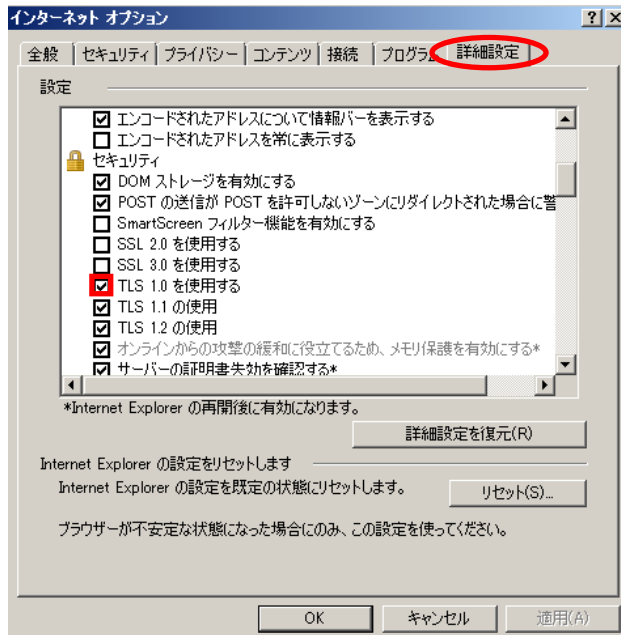 インターネット オプション
全般 セキュリティ プライバシー コンテンツ 接続 プログラム 詳細設定
設定
エンコードされたアドレスについて情報バーを表示する
エンコードされたアドレスを常に表示する
セキュリティ
DOM ストレージを有効にする
POST の送信が POST を許可しないゾーンにリダイレクトされた場合に警
SmartScreen フィルター機能を有効にする
SSL 2.0 を使用する
SSL 3.0 を使用する
TLS 1.0 を使用する
TLS 1.1 の使用
TLS 1.2 の使用
オンラインからの攻撃の緩和に役立てるため、メモリ保護を有効にする*
サーバーの証明書失効を確認する*
*Internet Explorer の再開後に有効になります。
詳細設定を復元(R)
Internet Explorer の設定をリセットします
Internet Explorer の設定を既定の状態にリセットします。
リセット(S)...
ブラウザーが不安定な状態になった場合にのみ、この設定を使ってください。
OK キャンセル 適用(A)